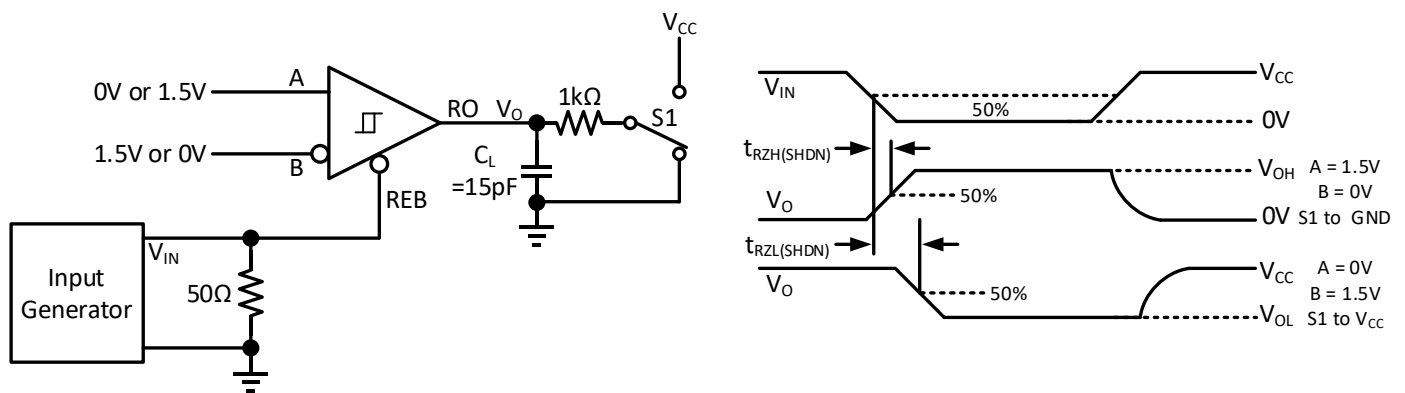 V_CC
0V or 1.5V
A
RO
V_O
1kΩ
S1
1.5V or 0V
B
C_L
=15pF
REB
Input
Generator
V_IN
50Ω
V_IN
50%
V_CC
0V
t_RZH(SHDN)
V_O
50%
V_OH
0V
A = 1.5V
B = 0V
S1 to GND
t_RZL(SHDN)
V_O
50%
V_CC
V_OL
A = 0V
B = 1.5V
S1 to V_CC